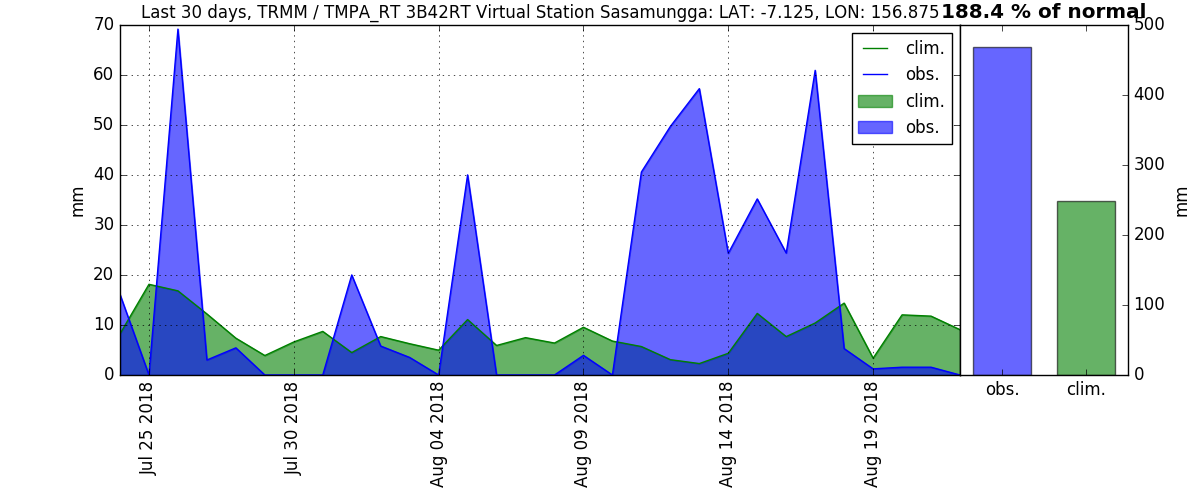 Last 30 days, TRMM / TMPA_RT 3B42RT Virtual Station Sasamungga: LAT: -7.125, LON: 156.875
188.4 % of normal
70
60
50
40
30
20
10
0
mm
clim.
obs.
clim.
obs.
Jul 25 2018
Jul 30 2018
Aug 04 2018
Aug 09 2018
Aug 14 2018
Aug 19 2018
500
400
300
200
100
0
mm
obs.
clim.